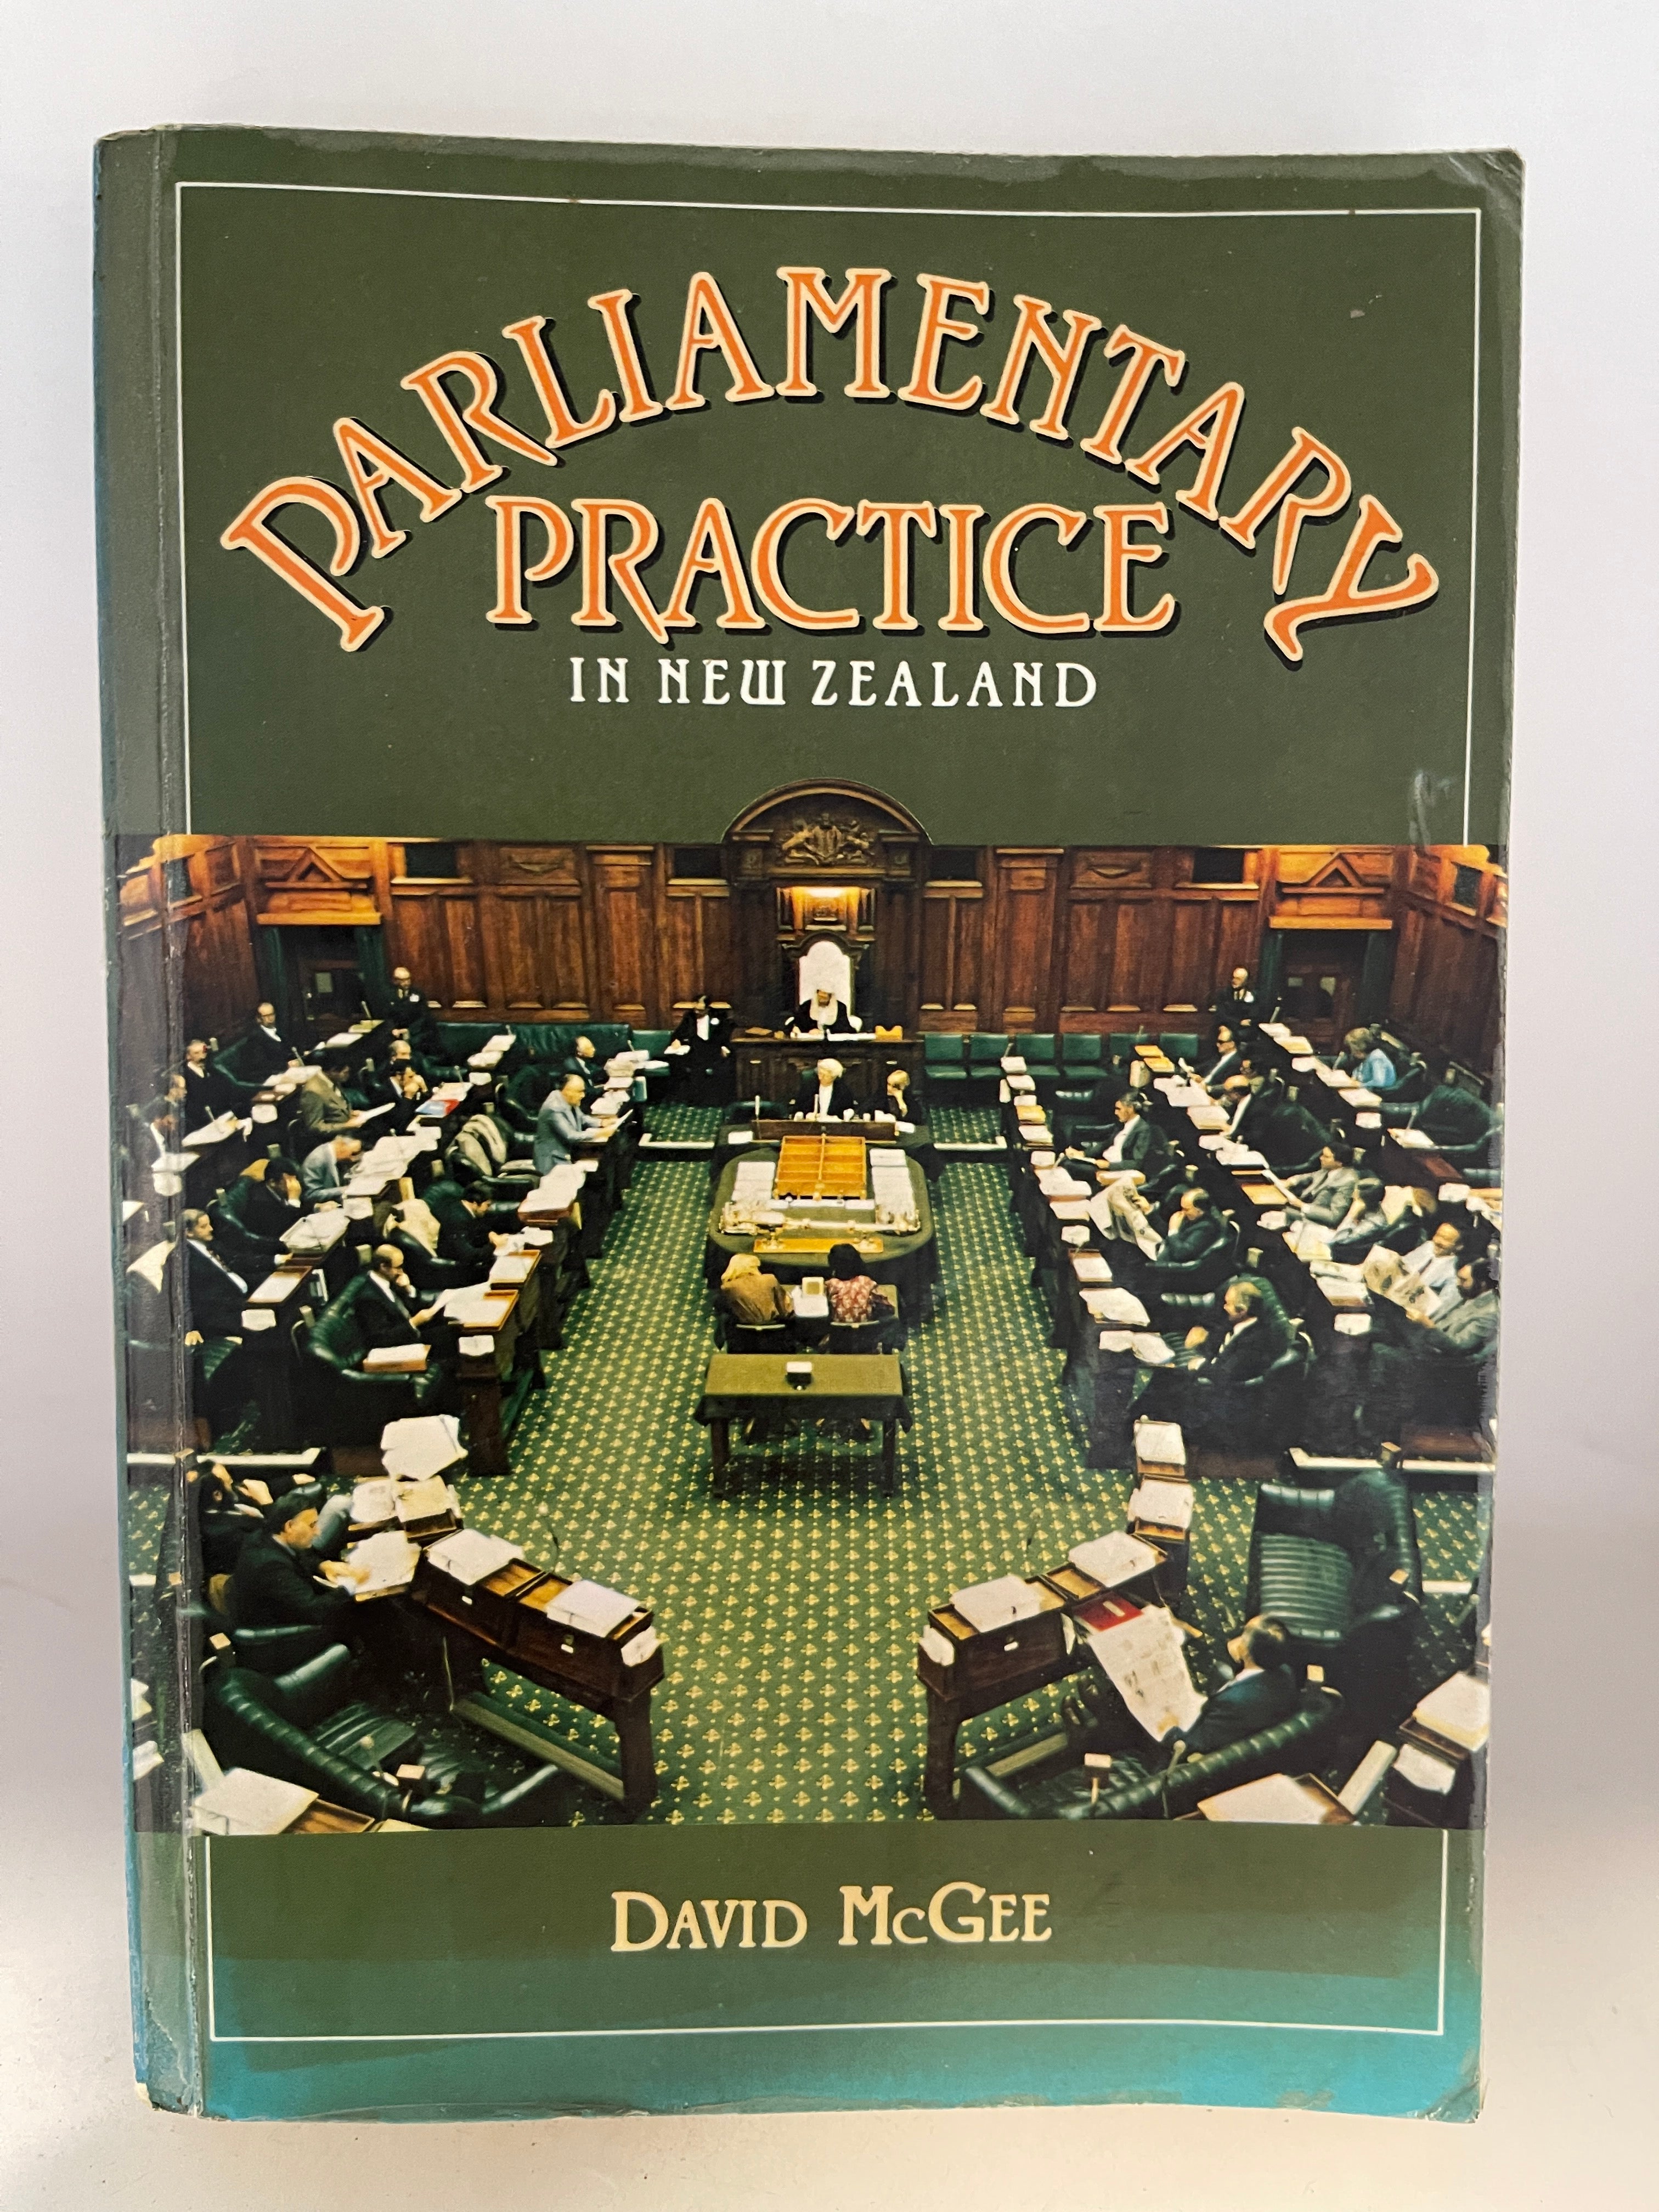 PARLIAMENTARY
PRACTICE
IN NEW ZEALAND
DAVID MCGEE